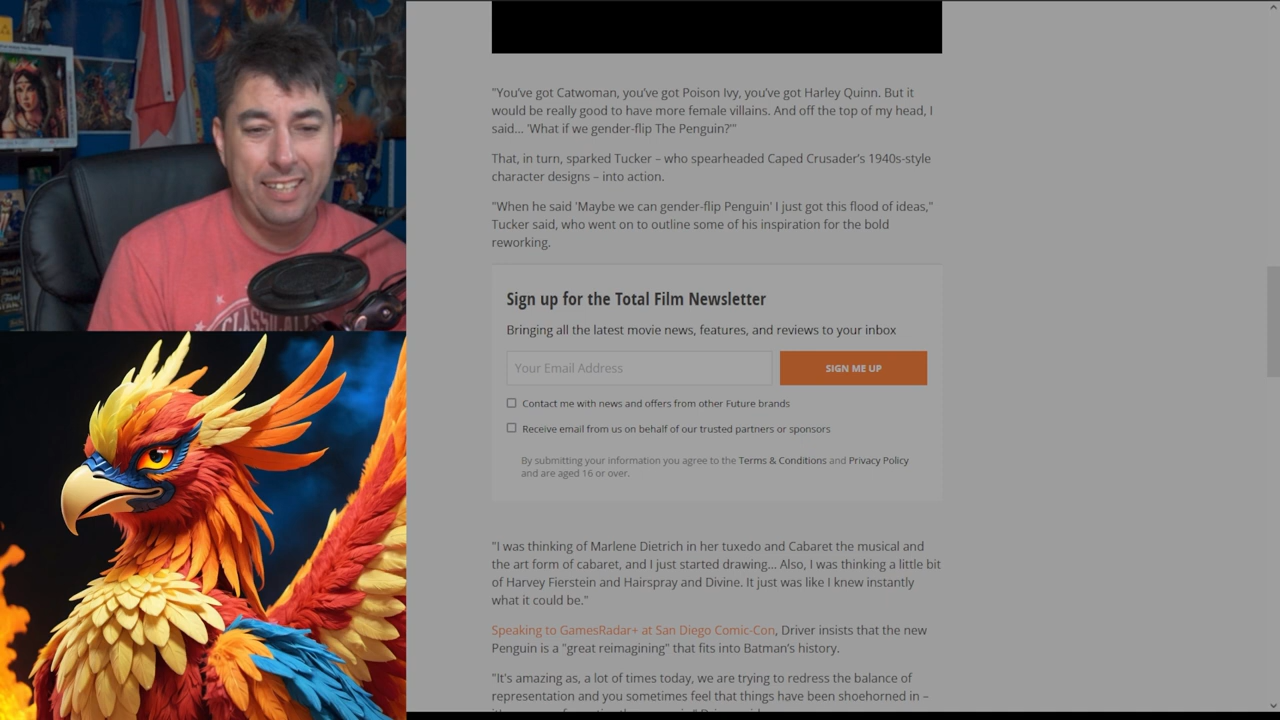 "You've got Catwoman, you've got Poison Ivy, you've got Harley Quinn. But it
would be really good to have more female villains. And off the top of my head, I
said... 'What if we gender-flip The Penguin?'"
That, in turn, sparked Tucker – who spearheaded Caped Crusader's 1940s-style
character designs – into action.
"When he said 'Maybe we can gender-flip Penguin' I just got this flood of ideas,"
Tucker said, who went on to outline some of his inspiration for the bold
reworking.
Sign up for the Total Film Newsletter
Bringing all the latest movie news, features, and reviews to your inbox
Your Email Address
SIGN ME UP
Contact me with news and offers from other Future brands
Receive email from us on behalf of our trusted partners or sponsors
By submitting your information you agree to the Terms & Conditions and Privacy Policy
and are aged 16 or over.
"I was thinking of Marlene Dietrich in her tuxedo and Cabaret the musical and
the art form of cabaret, and I just started drawing... Also, I was thinking a little bit
of Harvey Fierstein and Hairspray and Divine. It just was like I knew instantly
what it could be."
Speaking to GamesRadar+ at San Diego Comic-Con, Driver insists that the new
Penguin is a "great reimagining" that fits into Batman's history.
"It's amazing as, a lot of times today, we are trying to redress the balance of
representation and you sometimes feel that things have been shoehorned in –